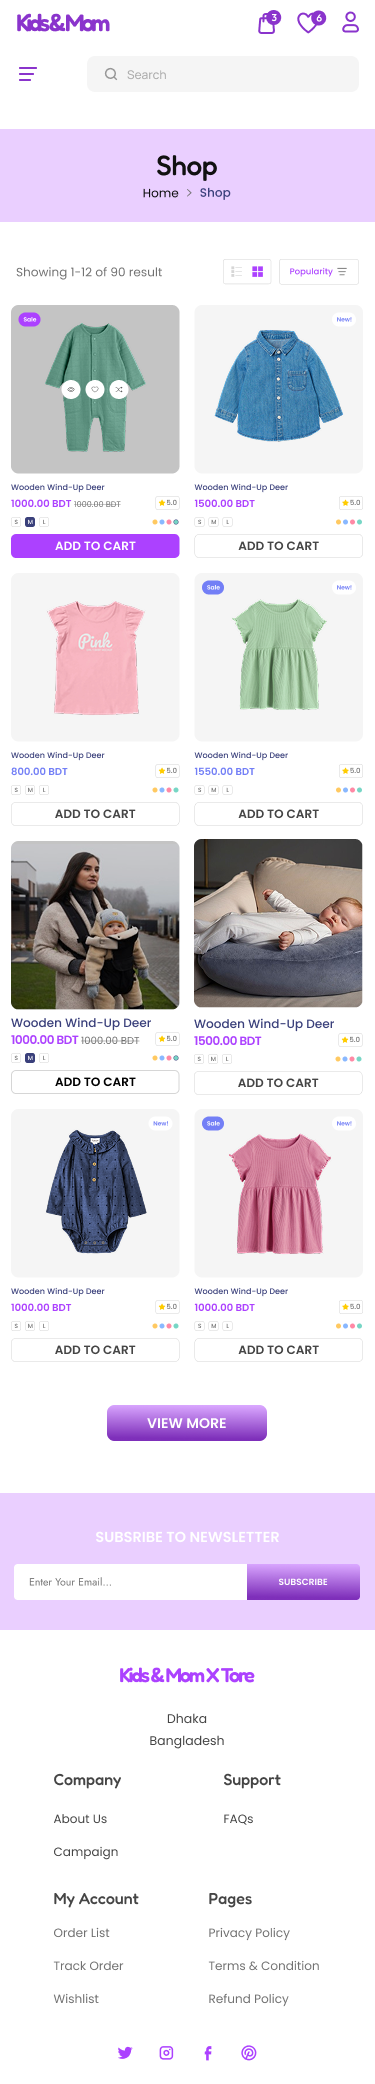 Kids&Mom
3
6
Search
Shop
Home > Shop
Showing 1-12 of 90 result
Popularity
Sale
New!
Wooden Wind-Up Deer
1000.00 BDT 1000.00 BDT
5.0
S M L
ADD TO CART
Wooden Wind-Up Deer
1500.00 BDT
5.0
S M L
ADD TO CART
Pink
Sale
New!
Wooden Wind-Up Deer
800.00 BDT
5.0
S M L
ADD TO CART
Wooden Wind-Up Deer
1550.00 BDT
5.0
S M L
ADD TO CART
Wooden Wind-Up Deer
1000.00 BDT 1000.00 BDT
5.0
S M L
ADD TO CART
Wooden Wind-Up Deer
1500.00 BDT
5.0
S M L
ADD TO CART
New!
Sale
New!
Wooden Wind-Up Deer
1000.00 BDT
5.0
S M L
ADD TO CART
Wooden Wind-Up Deer
1000.00 BDT
5.0
S M L
ADD TO CART
VIEW MORE
SUBSRIBE TO NEWSLETTER
Enter Your Email...
SUBSCRIBE
Kids & Mom X Tore
Dhaka
Bangladesh
Company
About Us
Campaign
Support
FAQs
My Account
Order List
Track Order
Wishlist
Pages
Privacy Policy
Terms & Condition
Refund Policy